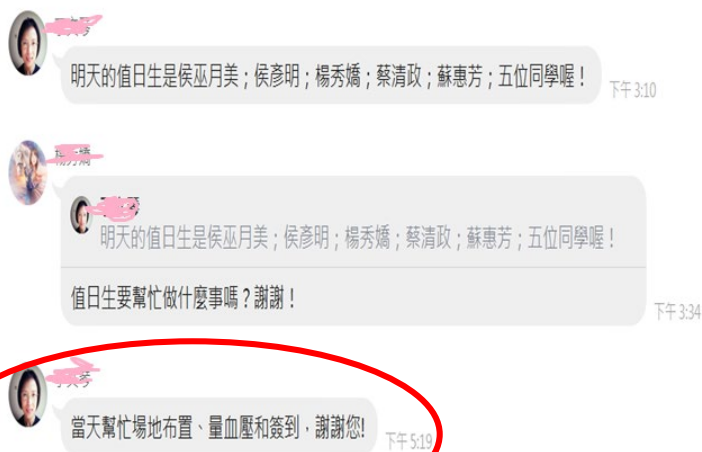 明天的值日生是侯巫月美；侯彥明；楊秀嬌；蔡清政；蘇惠芳；五位同學喔！
下午 3:10
明天的值日生是侯巫月美；侯彥明；楊秀嬌；蔡清政；蘇惠芳；五位同學喔！
值日生要幫忙做什麼事嗎？謝謝！
下午 3:34
當天幫忙場地布置、量血壓和簽到，謝謝您!
下午 5:19